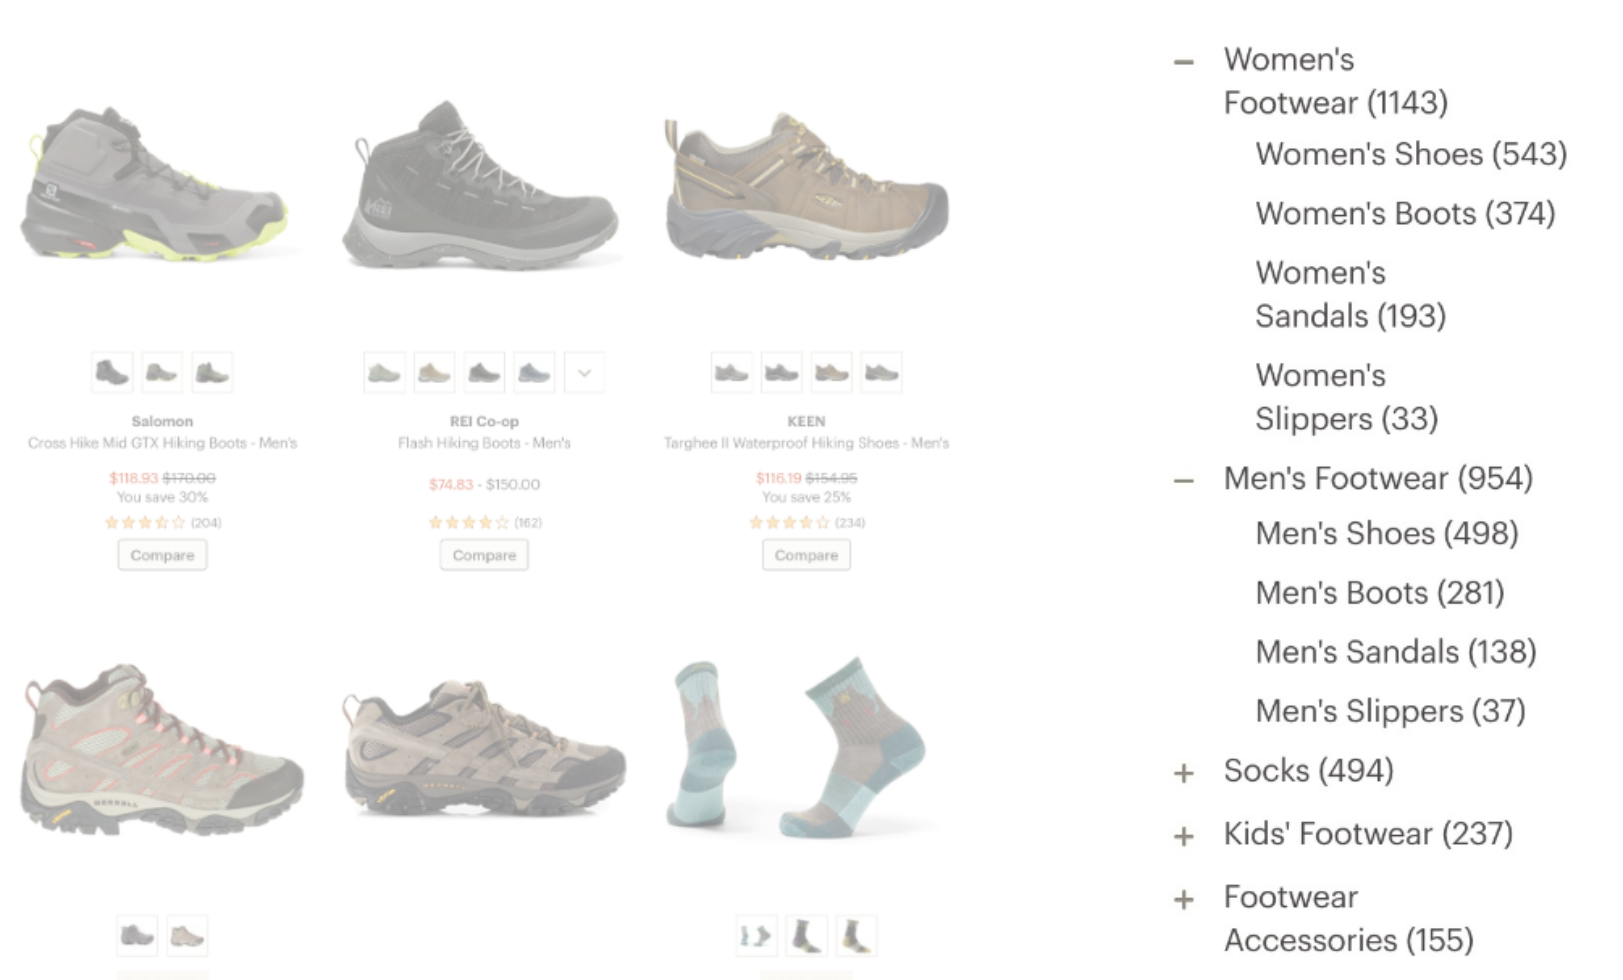 Salomon
Cross Hike Mid GTX Hiking Boots - Men's
$118.93 $170.00
You save 30%
(204)
Compare
REI Co-op
Flash Hiking Boots - Men's
$74.83 - $150.00
(162)
Compare
KEEN
Targhee II Waterproof Hiking Shoes - Men's
$116.19 $154.95
You save 25%
(234)
Compare
REI
KEEN
MERRELL
Women's
Footwear (1143)
Women's Shoes (543)
Women's Boots (374)
Women's
Sandals (193)
Women's
Slippers (33)
Men's Footwear (954)
Men's Shoes (498)
Men's Boots (281)
Men's Sandals (138)
Men's Slippers (37)
Socks (494)
Kids' Footwear (237)
Footwear
Accessories (155)